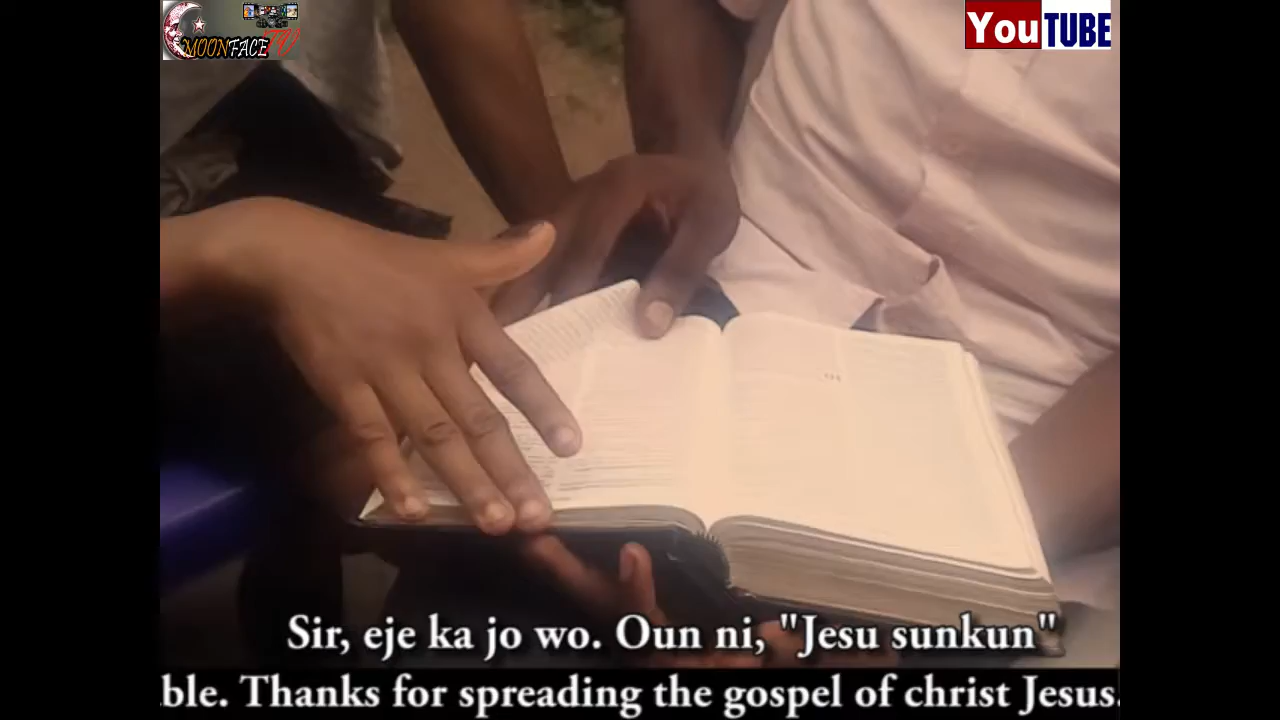 MOONFACE TV
YouTUBE
Sir, eje ka jo wo. Oun ni, "Jesu sunkun"
ble. Thanks for spreading the gospel of christ Jesus.